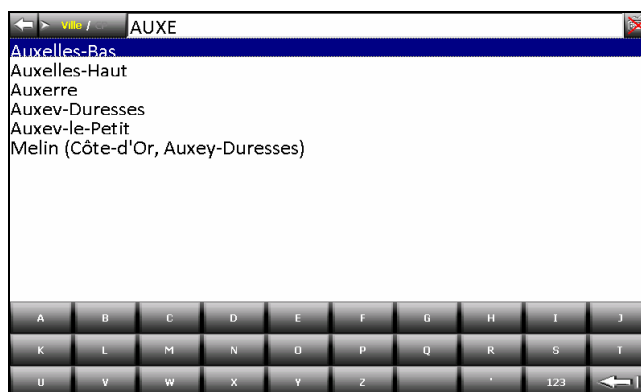 Ville / AUXE
Auxelles-Bas
Auxelles-Haut
Auxerre
Auxey-Duresses
Auxey-le-Petit
Melin (Côte-d'Or, Auxey-Duresses)
A B C D E F G H I J
K L M N O P Q R S T
U V W X Y Z ' 123